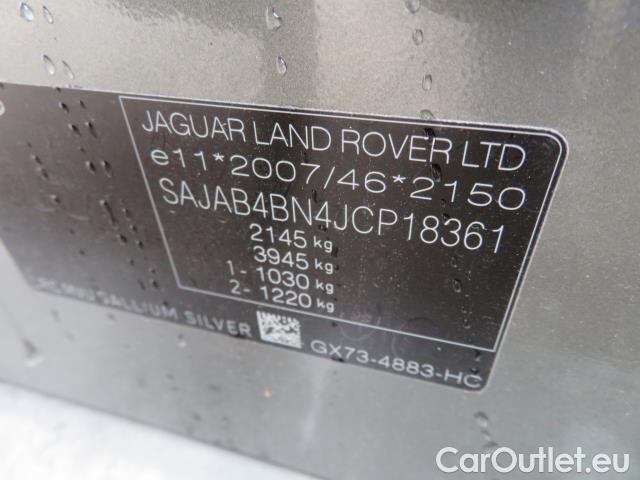 JAGUAR LAND ROVER LTD
e11*2007/46*2150
SAJAB4BN4JCP18361
2145 kg
3945 kg
1- 1030 kg
2- 1220 kg
GALLIUM SILVER
GX73-4883-HC
CarOutlet.eu